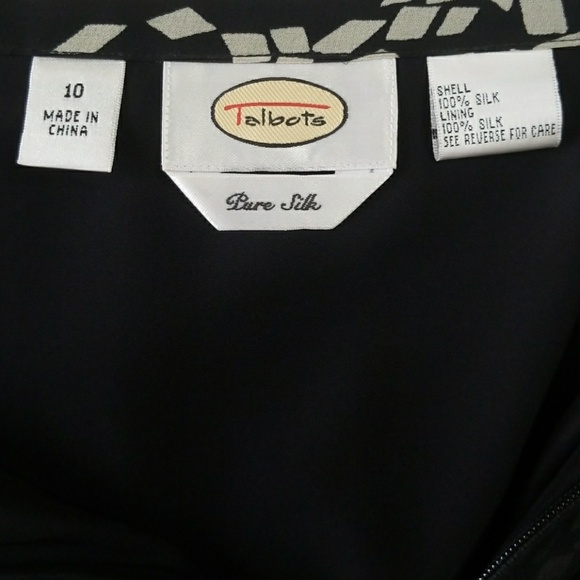 10
MADE IN
CHINA
Talbots
Pure Silk
SHELL
100% SILK
LINING
100% SILK
SEE REVERSE FOR CARE